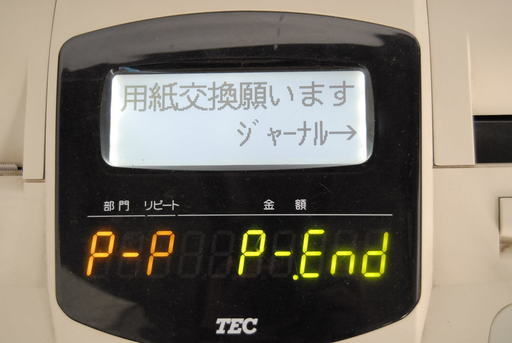 用紙交換願います
ｼﾞｬｰﾅﾙ→
部門 リピート 金額
P-P P-.End
TEC